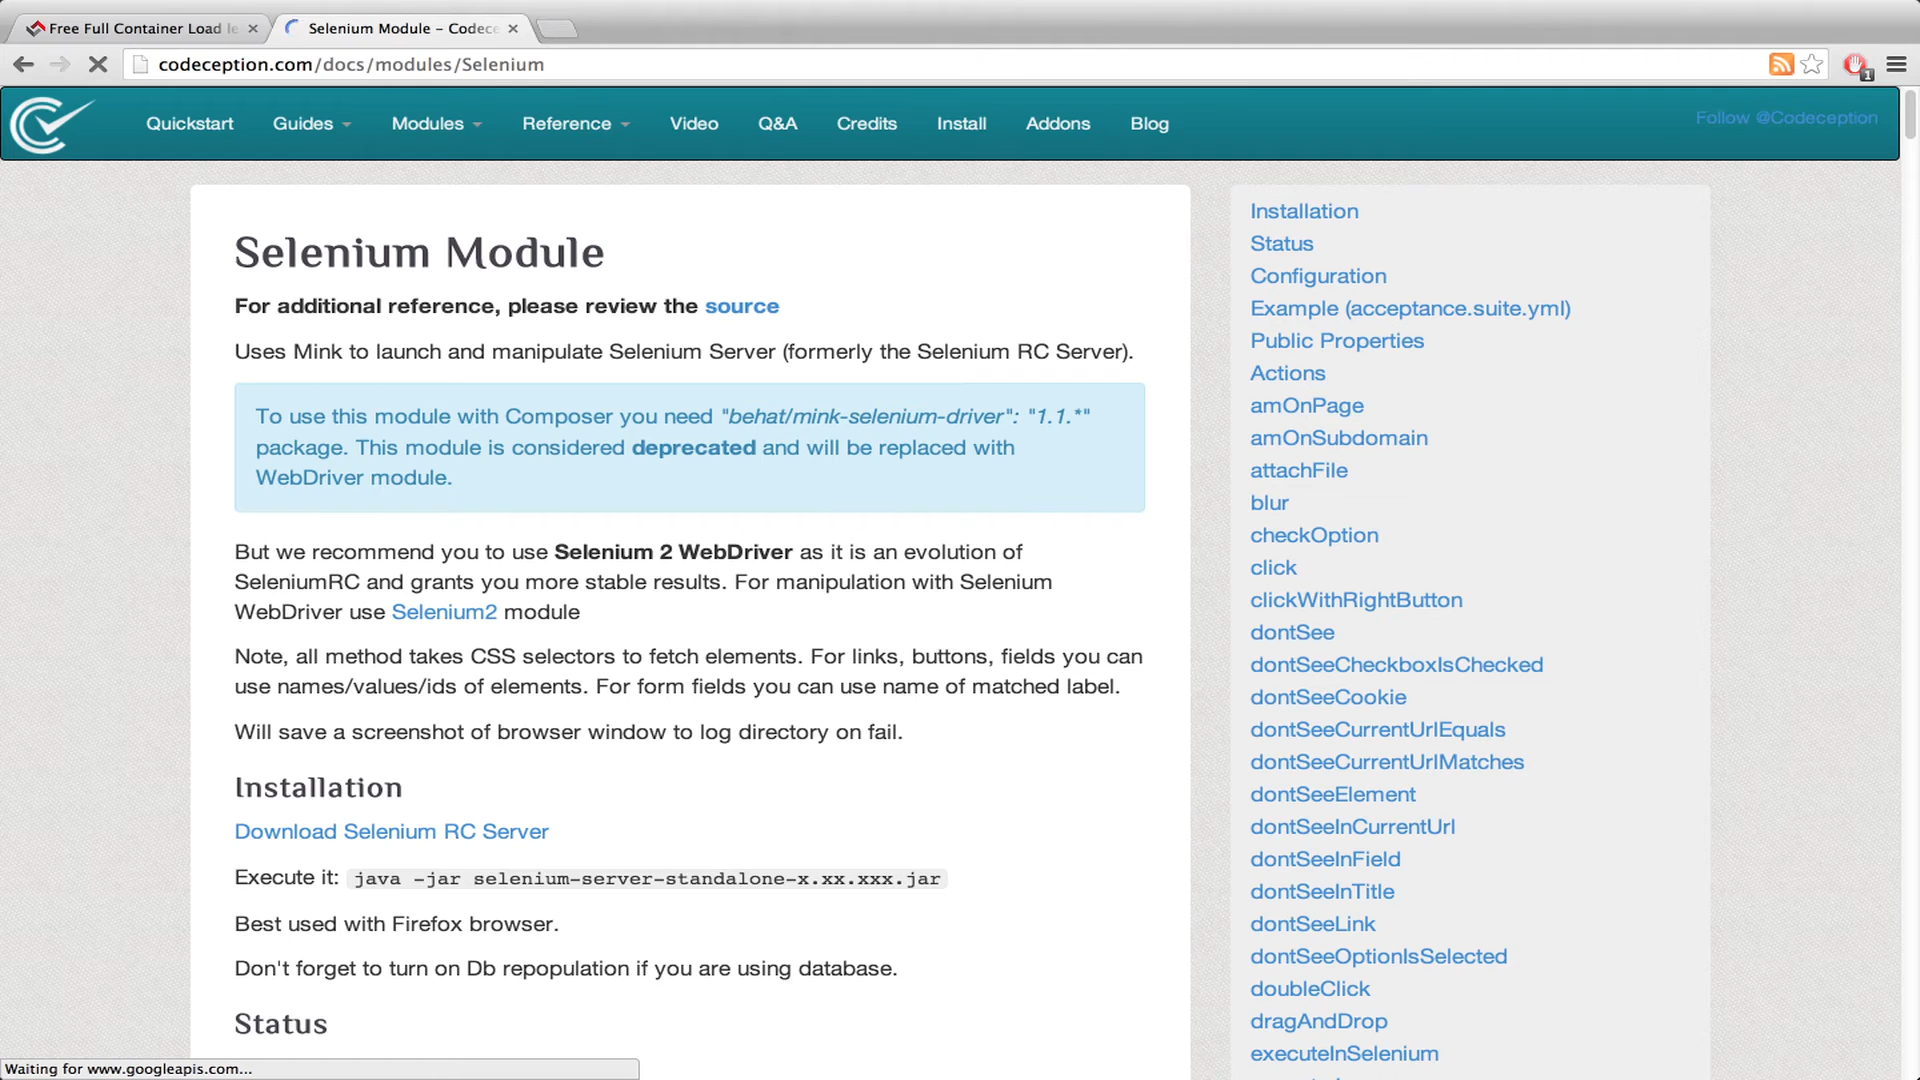 Free Full Container Load le
Selenium Module – Codece
codeception.com/docs/modules/Selenium
1
Quickstart Guides Modules Reference Video Q&A Credits Install Addons Blog
Follow @Codeception
Selenium Module
For additional reference, please review the source
Uses Mink to launch and manipulate Selenium Server (formerly the Selenium RC Server).
To use this module with Composer you need "behat/mink-selenium-driver": "1.1.*"
package. This module is considered deprecated and will be replaced with
WebDriver module.
But we recommend you to use Selenium 2 WebDriver as it is an evolution of
SeleniumRC and grants you more stable results. For manipulation with Selenium
WebDriver use Selenium2 module
Note, all method takes CSS selectors to fetch elements. For links, buttons, fields you can
use names/values/ids of elements. For form fields you can use name of matched label.
Will save a screenshot of browser window to log directory on fail.
Installation
Download Selenium RC Server
Execute it: java -jar selenium-server-standalone-x.xx.xxx.jar
Best used with Firefox browser.
Don't forget to turn on Db repopulation if you are using database.
Status
Installation
Status
Configuration
Example (acceptance.suite.yml)
Public Properties
Actions
amOnPage
amOnSubdomain
attachFile
blur
checkOption
click
clickWithRightButton
dontSee
dontSeeCheckboxIsChecked
dontSeeCookie
dontSeeCurrentUrlEquals
dontSeeCurrentUrlMatches
dontSeeElement
dontSeeInCurrentUrl
dontSeeInField
dontSeeInTitle
dontSeeLink
dontSeeOptionIsSelected
doubleClick
dragAndDrop
executeInSelenium
Waiting for www.googleapis.com...